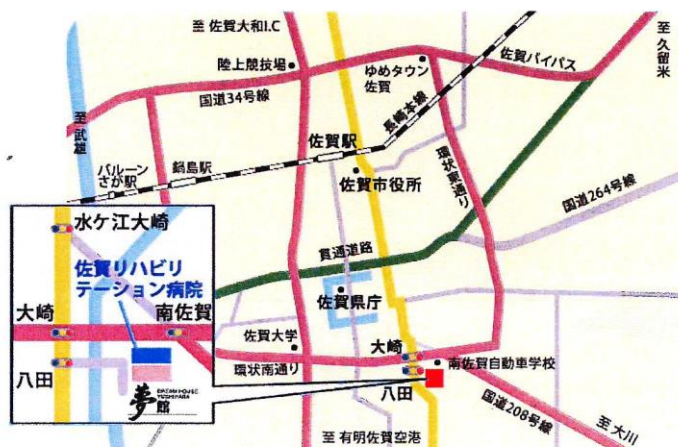 至 佐賀大和I.C
至久留米
陸上競技場
ゆめタウン
佐賀
佐賀バイパス
国道34号線
至武雄
長崎本線
佐賀駅
バルーン
さが駅
鍋島駅
佐賀市役所
環状東通り
国道264号線
水ケ江大崎
佐賀リハビリ
テーション病院
貫通道路
佐賀県庁
大崎
南佐賀
佐賀大学
大崎
南佐賀自動車学校
八田
環状南通り
八田
国道208号線
夢館
至 大川
至 有明佐賀空港